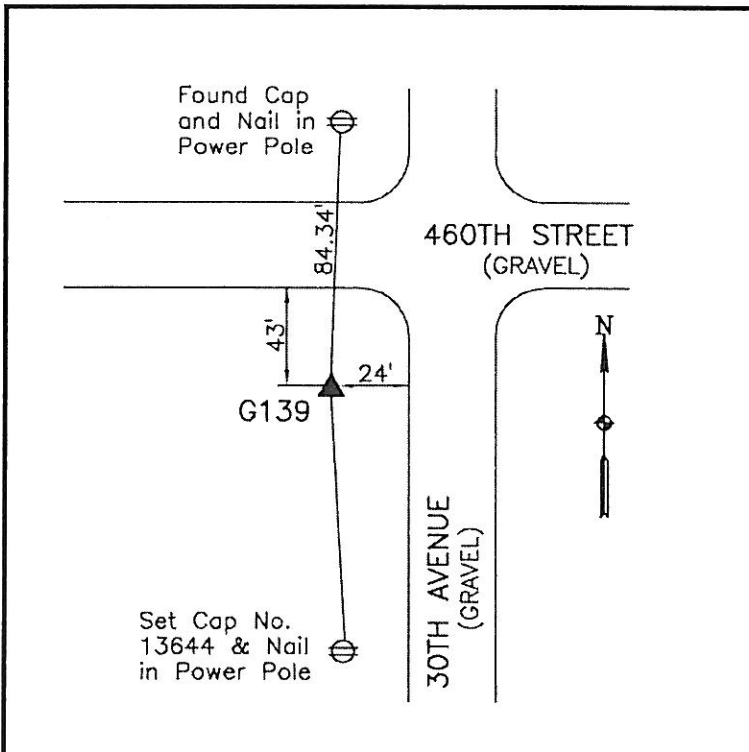 Found Cap
and Nail in
Power Pole
84.34'
460TH STREET
(GRAVEL)
43'
24'
G139
N
30TH AVENUE
(GRAVEL)
Set Cap No.
13644 & Nail
in Power Pole